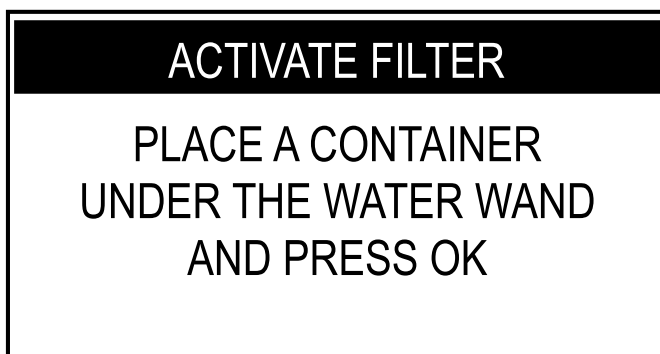 ACTIVATE FILTER
PLACE A CONTAINER
UNDER THE WATER WAND
AND PRESS OK